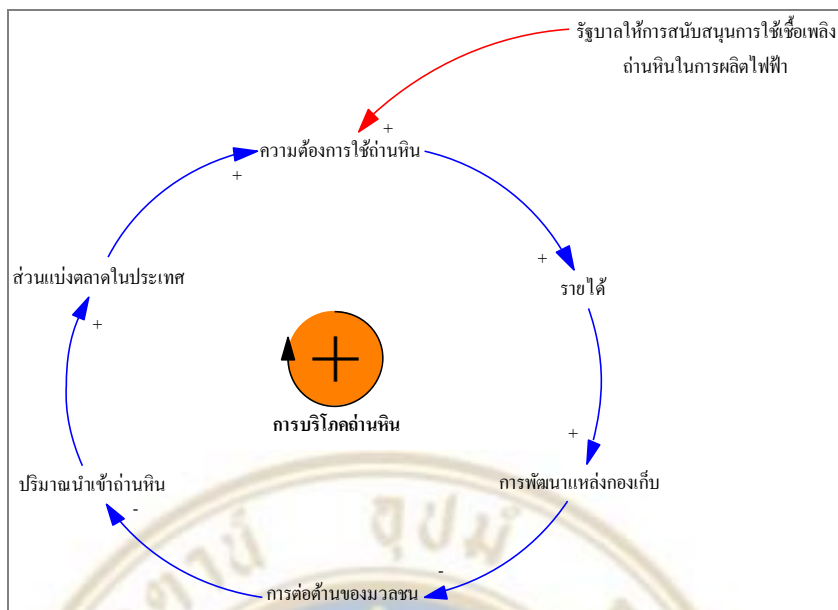 รัฐบาลให้การสนับสนุนการใช้เชื้อเพลิง
ถ่านหินในการผลิตไฟฟ้า
+
ความต้องการใช้ถ่านหิน
+
+
ส่วนแบ่งตลาดในประเทศ
รายได้
+
+
การบริโภคถ่านหิน
+
ปริมาณนำเข้าถ่านหิน
การพัฒนาแหล่งกองเก็บ
-
-
การต่อต้านของมวลชน